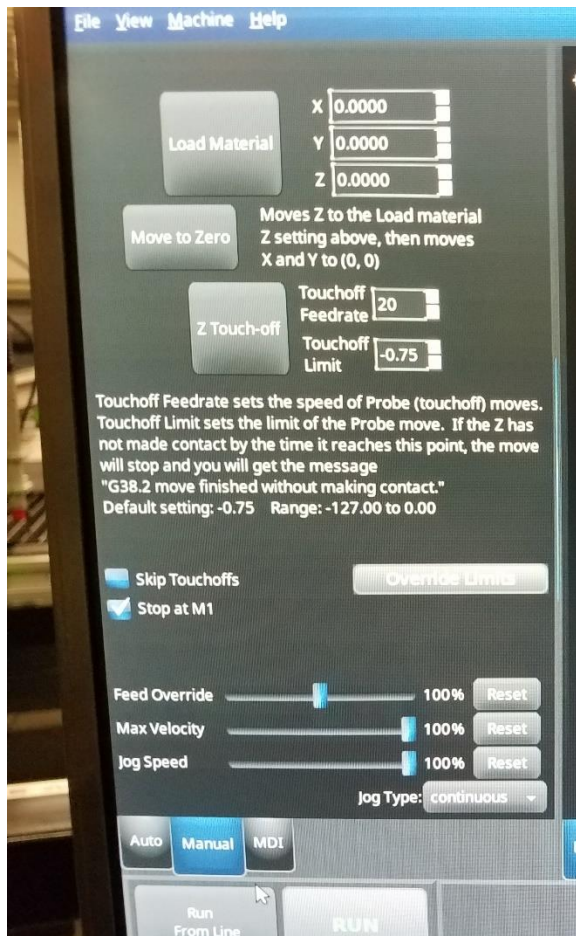 File View Machine Help
Load Material
X 0.0000
Y 0.0000
Z 0.0000
Move to Zero
Moves Z to the Load material
Z setting above, then moves
X and Y to (0, 0)
Z Touch-off
Touchoff
Feedrate 20
Touchoff
Limit -0.75
Touchoff Feedrate sets the speed of Probe (touchoff) moves.
Touchoff Limit sets the limit of the Probe move. If the Z has
not made contact by the time it reaches this point, the move
will stop and you will get the message
"G38.2 move finished without making contact."
Default setting: -0.75 Range: -127.00 to 0.00
Skip Touchoffs
Override Limits
Stop at M1
Feed Override 100% Reset
Max Velocity 100% Reset
Jog Speed 100% Reset
Jog Type: continuous
Auto Manual MDI
Run
From Line
RUN